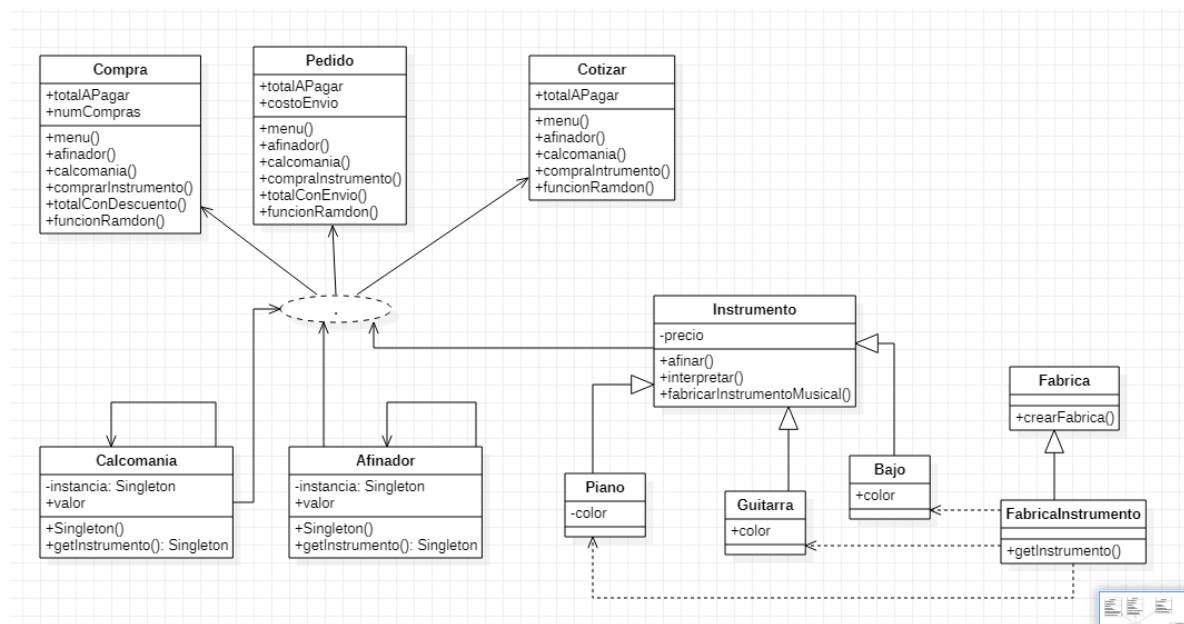 Compra
+totalAPagar
+numCompras
+menu()
+afinador()
+calcomania()
+comprarInstrumento()
+totalConDescuento()
+funcionRamdon()
Pedido
+totalAPagar
+costoEnvio
+menu()
+afinador()
+calcomania()
+compraInstrumento()
+totalConEnvio()
+funcionRamdon()
Cotizar
+totalAPagar
+menu()
+afinador()
+calcomania()
+compraIntrumento()
+funcionRamdon()
.
Instrumento
-precio
+afinar()
+interpretar()
+fabricarInstrumentoMusical()
Fabrica
+crearFabrica()
Calcomania
-instancia: Singleton
+valor
+Singleton()
+getInstrumento(): Singleton
Afinador
-instancia: Singleton
+valor
+Singleton()
+getInstrumento(): Singleton
Piano
-color
Guitarra
+color
Bajo
+color
FabricaInstrumento
+getInstrumento()